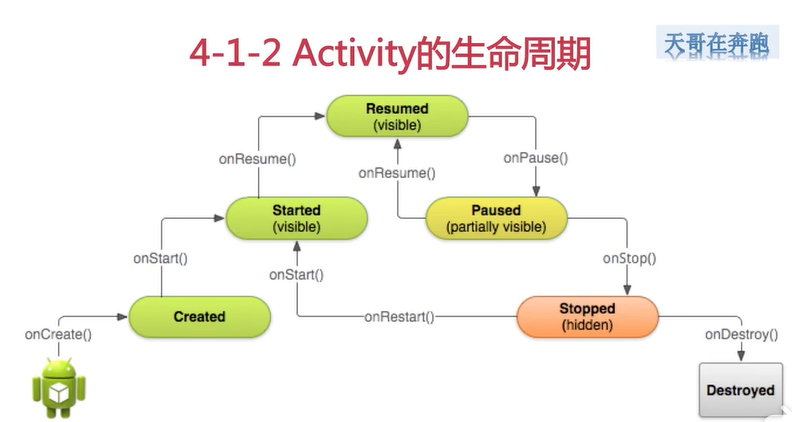 4-1-2 Activity的生命周期
天哥在奔跑
Resumed
(visible)
onResume()
onResume()
onPause()
Started
(visible)
Paused
(partially visible)
onStart()
onStart()
onStop()
Created
onRestart()
Stopped
(hidden)
onCreate()
onDestroy()
Destroyed